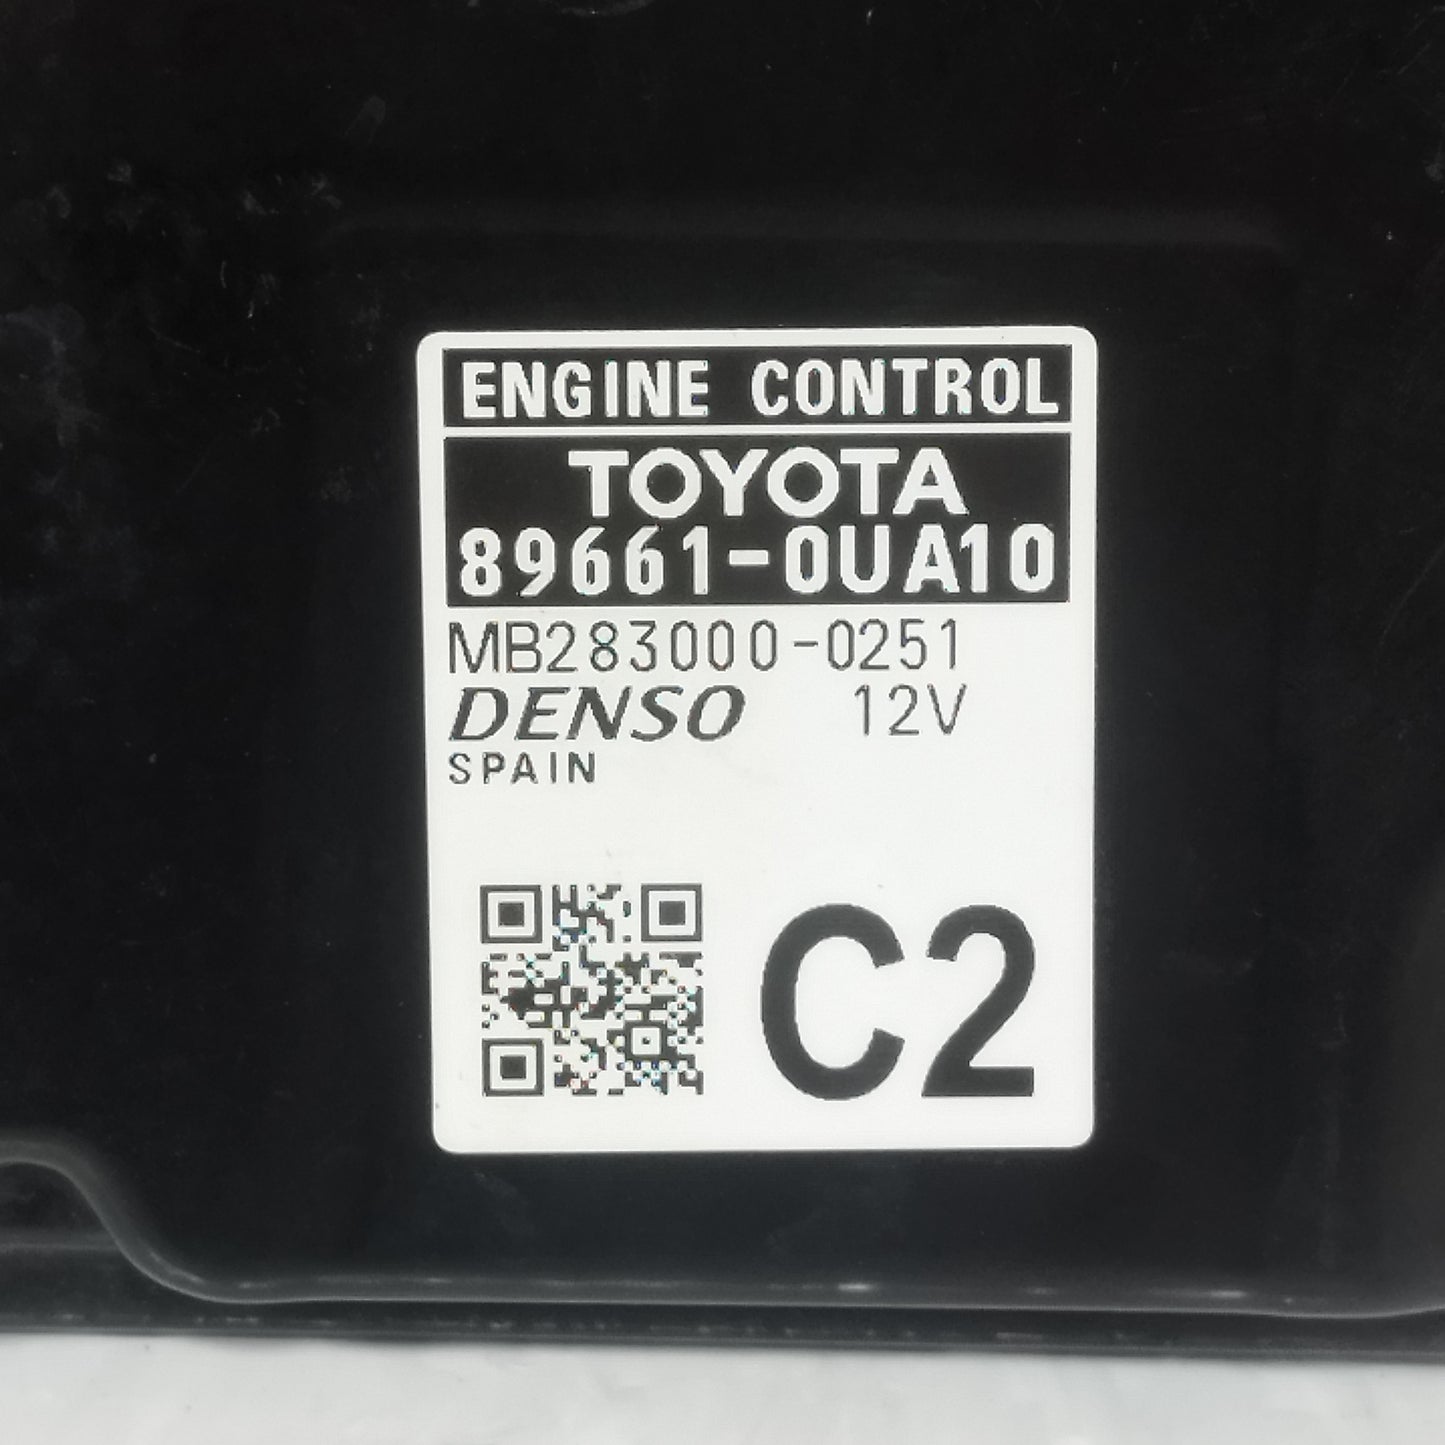 ENGINE CONTROL
TOYOTA
89661-0UA10
MB283000-0251
DENSO 12V
SPAIN
C2